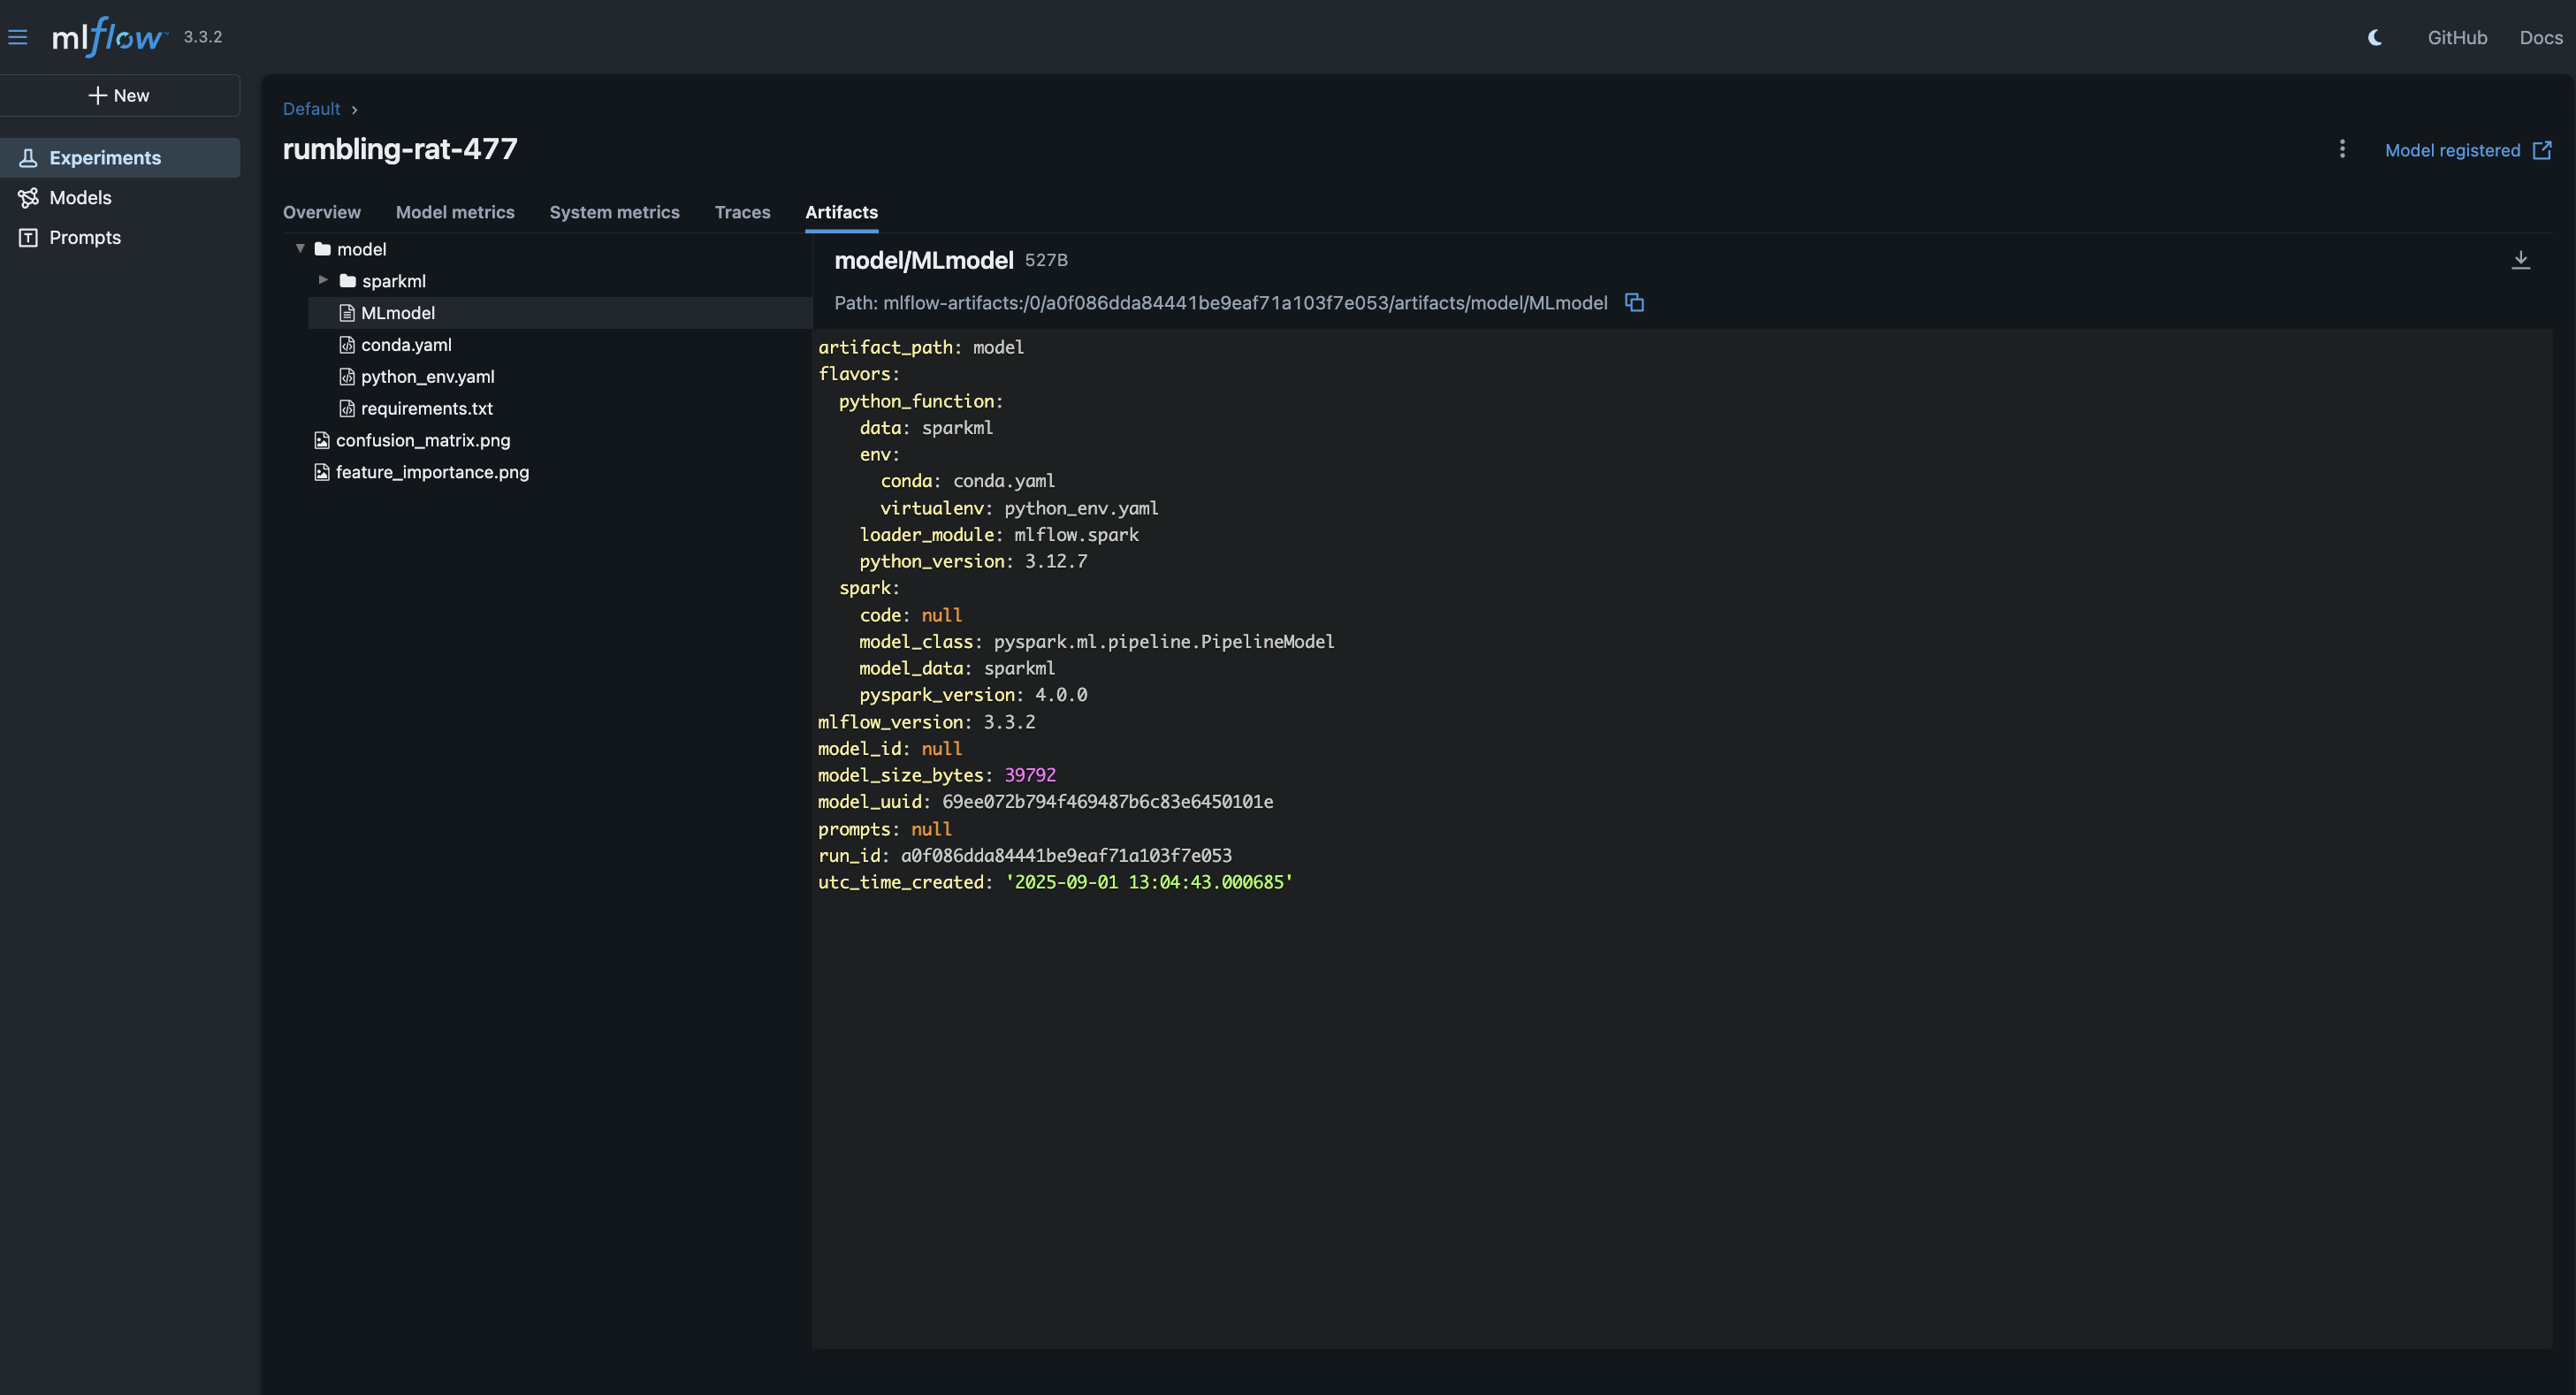 mlflow 3.3.2
GitHub Docs
New
Experiments
Models
Prompts
Default ›
rumbling-rat-477
Model registered
Overview Model metrics System metrics Traces Artifacts
model
sparkml
MLmodel
conda.yaml
python_env.yaml
requirements.txt
confusion_matrix.png
feature_importance.png
model/MLmodel 527B
Path: mlflow-artifacts:/0/a0f086dda84441be9eaf71a103f7e053/artifacts/model/MLmodel
artifact_path: model
flavors:
  python_function:
    data: sparkml
    env:
      conda: conda.yaml
      virtualenv: python_env.yaml
    loader_module: mlflow.spark
    python_version: 3.12.7
  spark:
    code: null
    model_class: pyspark.ml.pipeline.PipelineModel
    model_data: sparkml
    pyspark_version: 4.0.0
mlflow_version: 3.3.2
model_id: null
model_size_bytes: 39792
model_uuid: 69ee072b794f469487b6c83e6450101e
prompts: null
run_id: a0f086dda84441be9eaf71a103f7e053
utc_time_created: '2025-09-01 13:04:43.000685'